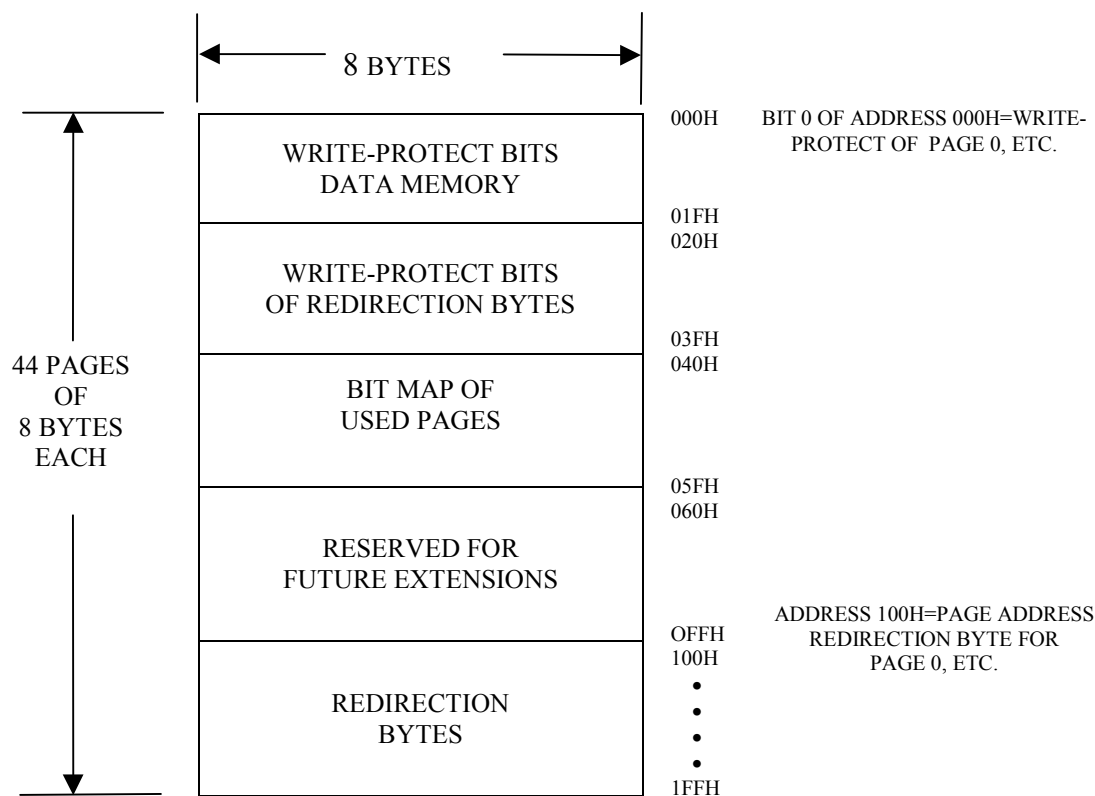 8 BYTES
000H
BIT 0 OF ADDRESS 000H=WRITE-
PROTECT OF PAGE 0, ETC.
WRITE-PROTECT BITS
DATA MEMORY
01FH
020H
WRITE-PROTECT BITS
OF REDIRECTION BYTES
03FH
040H
44 PAGES
OF
8 BYTES
EACH
BIT MAP OF
USED PAGES
05FH
060H
RESERVED FOR
FUTURE EXTENSIONS
OFFH
100H
ADDRESS 100H=PAGE ADDRESS
REDIRECTION BYTE FOR
PAGE 0, ETC.
REDIRECTION
BYTES
•
•
•
•
1FFH